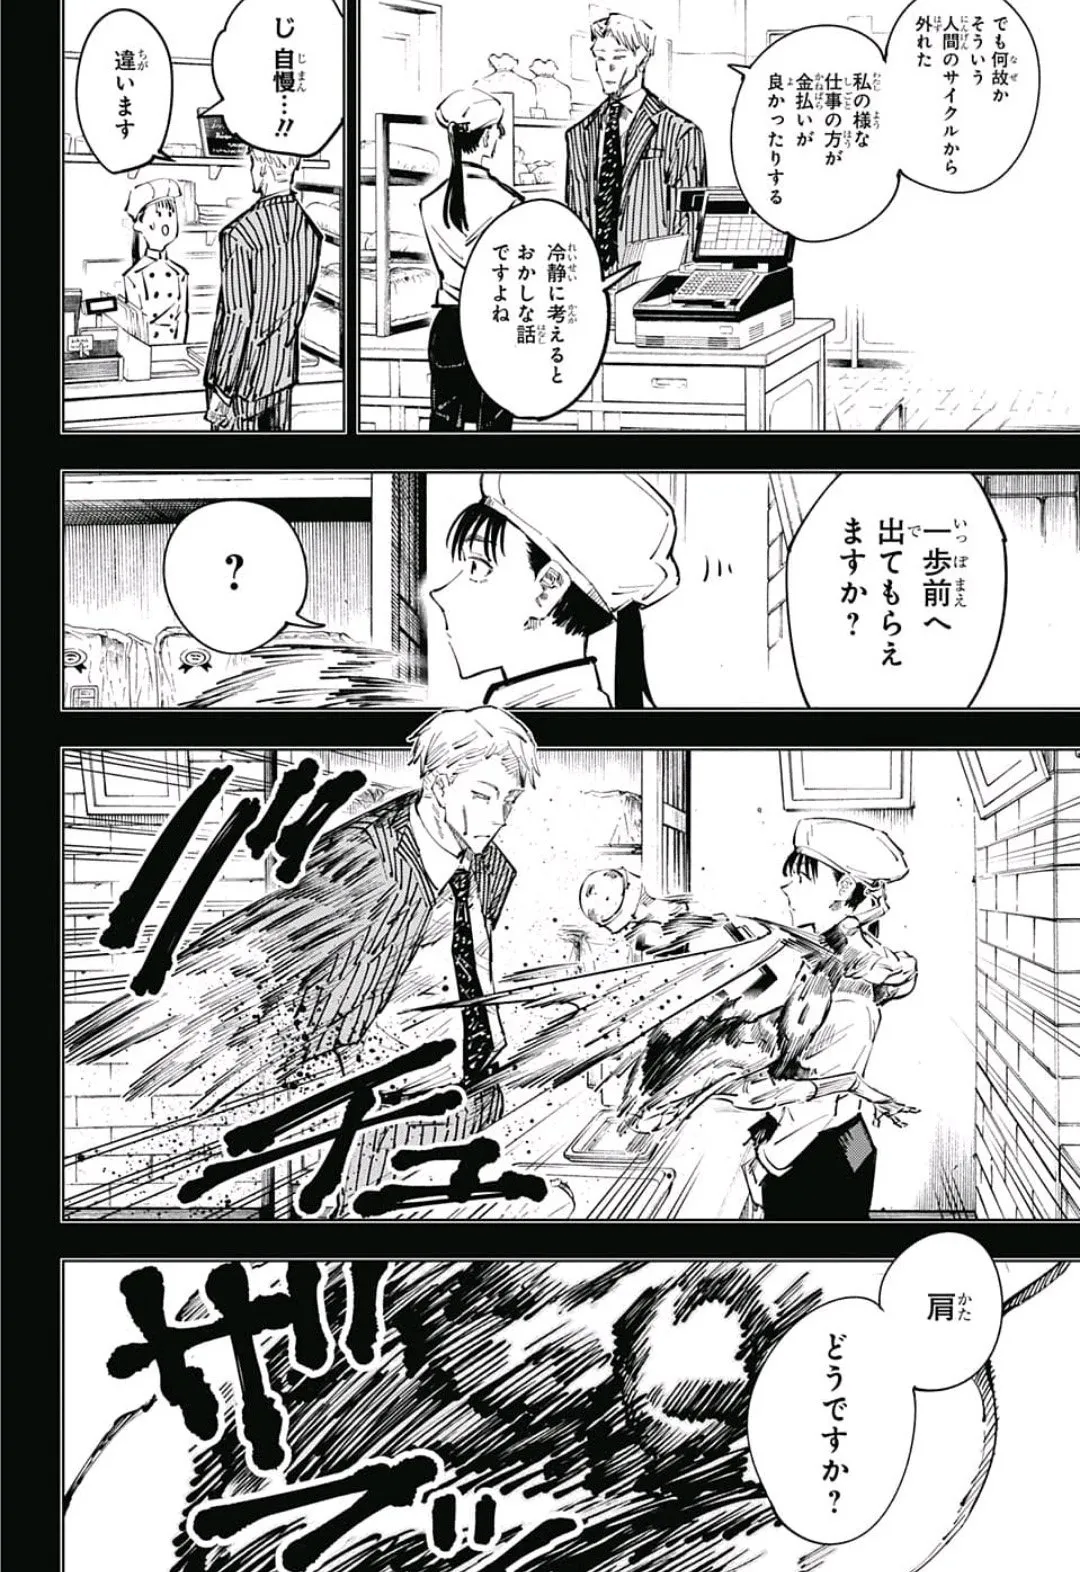 でも何故か
そういう
人間のサイクルから
外れた
私の様な
仕事の方が
金払いが
良かったりする
冷静に考えると
おかしな話
ですよね
じ
自慢…!!
違います
一歩前へ
出てもらえ
ますか?
?
ブチュ
肩
どうですか?